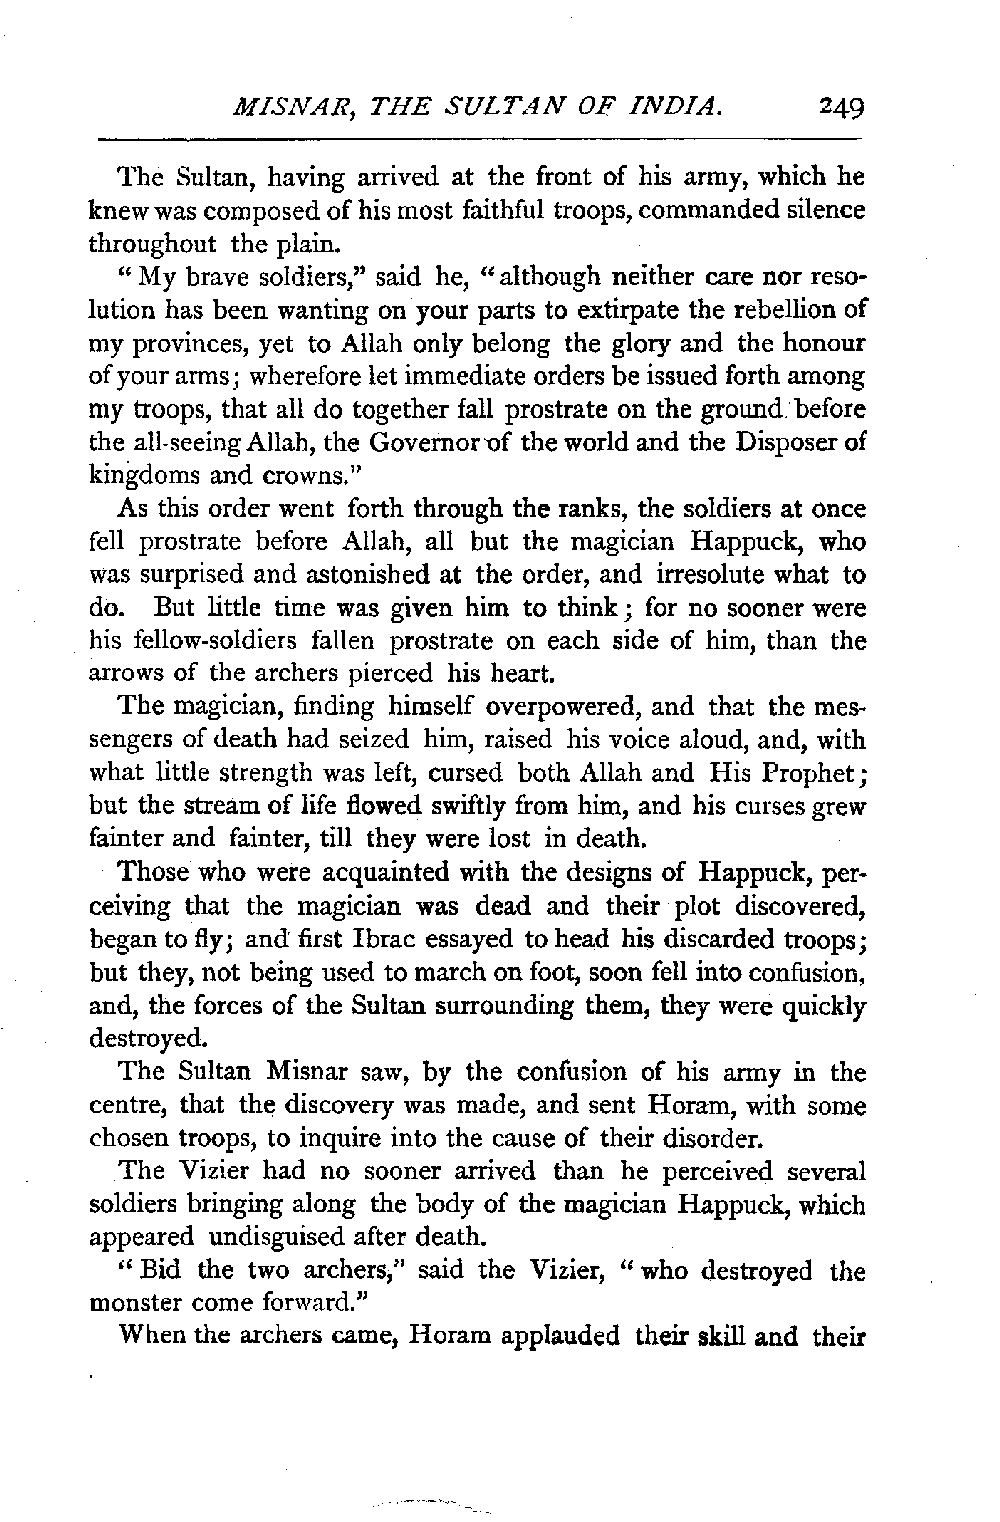 MISNAR, THE SULTAN OF INDIA. 249
The Sultan, having arrived at the front of his army, which he
knew was composed of his most faithful troops, commanded silence
throughout the plain.
“ My brave soldiers,” said he, “ although neither care nor reso-
lution has been wanting on your parts to extirpate the rebellion of
my provinces, yet to Allah only belong the glory and the honour
of your arms; wherefore let immediate orders be issued forth among
my troops, that all do together fall prostrate on the ground before
the all-seeing Allah, the Governor of the world and the Disposer of
kingdoms and crowns.”
As this order went forth through the ranks, the soldiers at once
fell prostrate before Allah, all but the magician Happuck, who
was surprised and astonished at the order, and irresolute what to
do. But little time was given him to think; for no sooner were
his fellow-soldiers fallen prostrate on each side of him, than the
arrows of the archers pierced his heart.
The magician, finding himself overpowered, and that the mes-
sengers of death had seized him, raised his voice aloud, and, with
what little strength was left, cursed both Allah and His Prophet;
but the stream of life flowed swiftly from him, and his curses grew
fainter and fainter, till they were lost in death.
Those who were acquainted with the designs of Happuck, per-
ceiving that the magician was dead and their plot discovered,
began to fly; and first Ibrac essayed to head his discarded troops;
but they, not being used to march on foot, soon fell into confusion,
and, the forces of the Sultan surrounding them, they were quickly
destroyed.
The Sultan Misnar saw, by the confusion of his army in the
centre, that the discovery was made, and sent Horam, with some
chosen troops, to inquire into the cause of their disorder.
The Vizier had no sooner arrived than he perceived several
soldiers bringing along the body of the magician Happuck, which
appeared undisguised after death.
“ Bid the two archers,” said the Vizier, “ who destroyed the
monster come forward.”
When the archers came, Horam applauded their skill and their